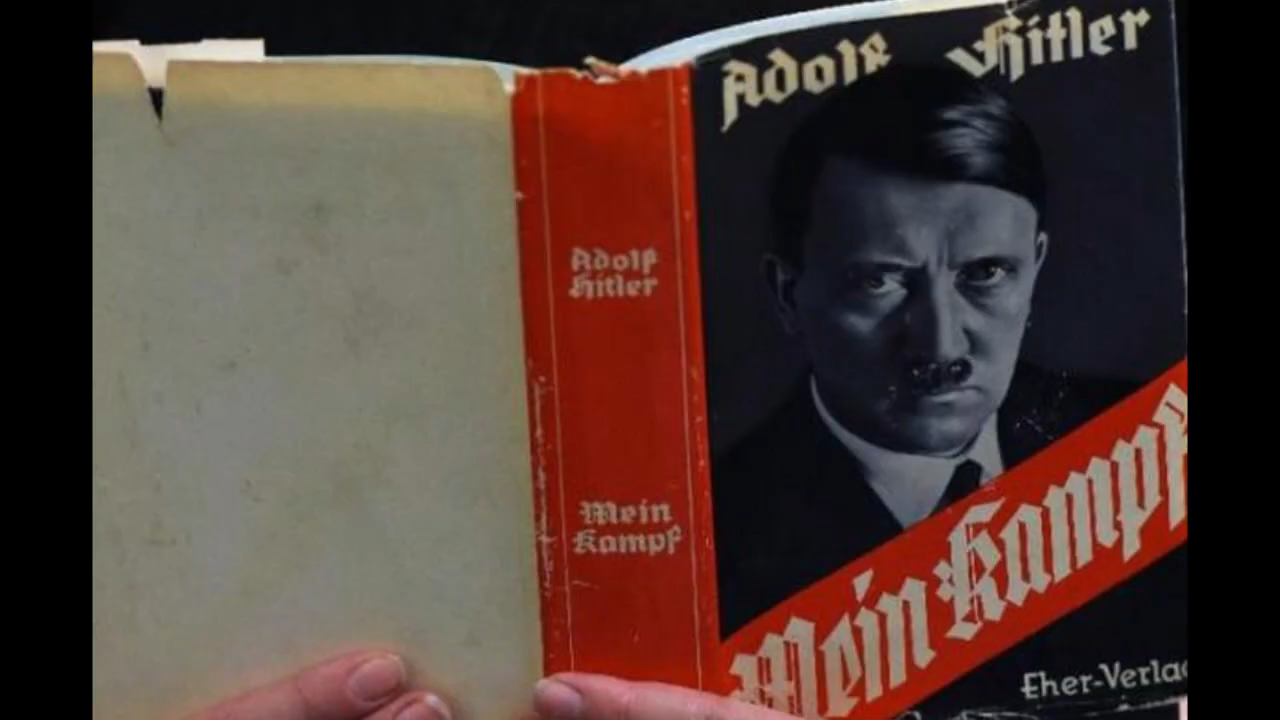 Adolf
Hitler
Mein
Kampf
Adolf Hitler
Mein Kampf
Eher-Verlag